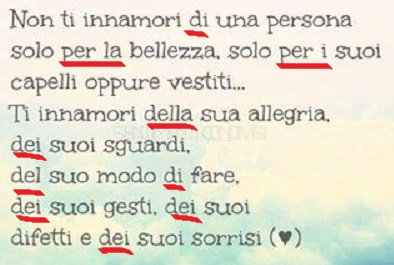 Non ti innamori di una persona
solo per la bellezza, solo per i suoi
capelli oppure vestiti...
Ti innamori della sua allegria,
dei suoi sguardi,
del suo modo di fare,
dei suoi gesti, dei suoi
difetti e dei suoi sorrisi (♥)